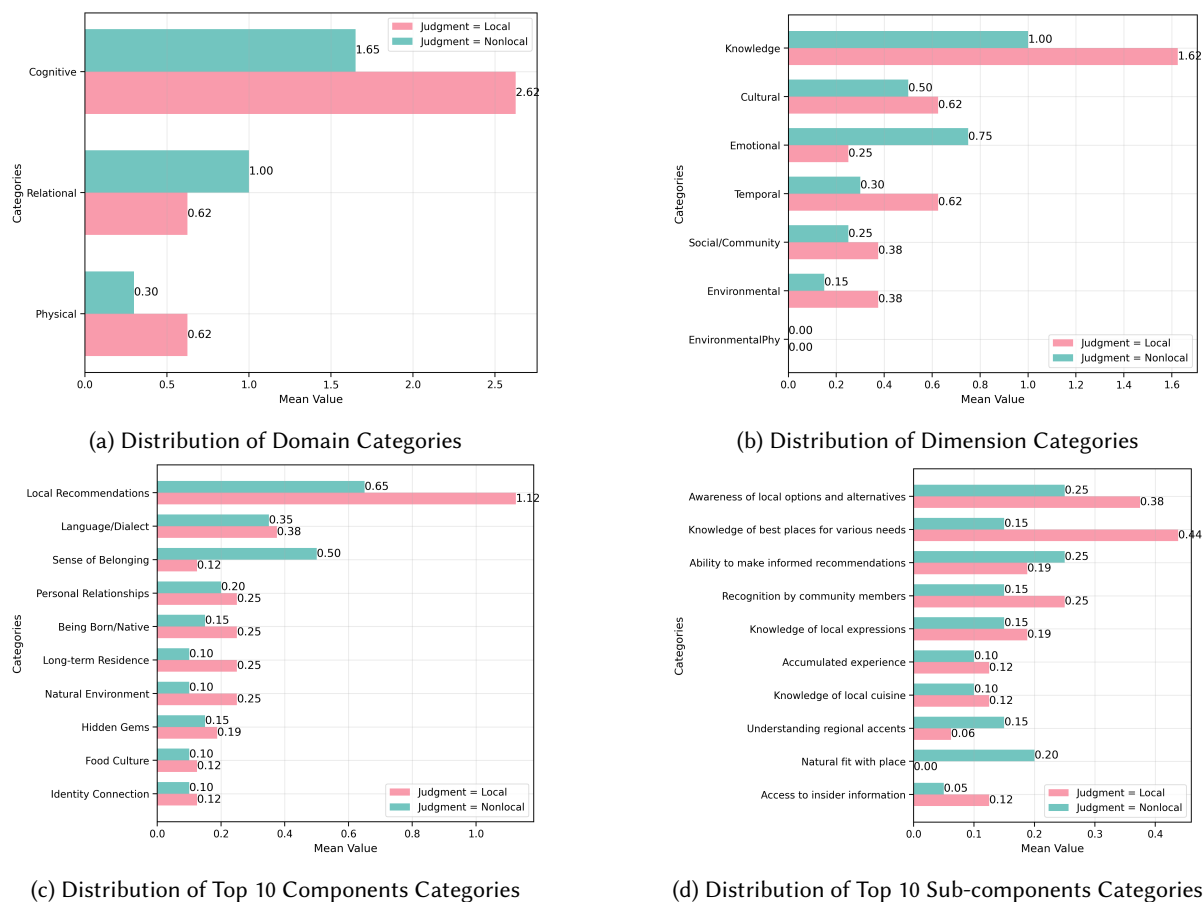 Judgment = Local
Judgment = Nonlocal
Categories
Cognitive
1.65
2.62
Relational
1.00
0.62
Physical
0.30
0.62
0.0 0.5 1.0 1.5 2.0 2.5
Mean Value
(a) Distribution of Domain Categories
Categories
Knowledge
1.00
1.62
Cultural
0.50
0.62
Emotional
0.75
0.25
Temporal
0.30
0.62
Social/Community
0.25
0.38
Environmental
0.15
0.38
EnvironmentalPhy
0.00
0.00
Judgment = Local
Judgment = Nonlocal
0.0 0.2 0.4 0.6 0.8 1.0 1.2 1.4 1.6
Mean Value
(b) Distribution of Dimension Categories
Categories
Local Recommendations
0.65
1.12
Language/Dialect
0.35
0.38
Sense of Belonging
0.50
0.12
Personal Relationships
0.20
0.25
Being Born/Native
0.15
0.25
Long-term Residence
0.10
0.25
Natural Environment
0.10
0.25
Hidden Gems
0.15
0.19
Food Culture
0.10
0.12
Identity Connection
0.10
0.12
Judgment = Local
Judgment = Nonlocal
0.0 0.2 0.4 0.6 0.8 1.0
Mean Value
(c) Distribution of Top 10 Components Categories
Categories
Awareness of local options and alternatives
0.25
0.38
Knowledge of best places for various needs
0.15
0.44
Ability to make informed recommendations
0.25
0.19
Recognition by community members
0.15
0.25
Knowledge of local expressions
0.15
0.19
Accumulated experience
0.10
0.12
Knowledge of local cuisine
0.10
0.12
Understanding regional accents
0.15
0.06
Natural fit with place
0.20
0.00
Access to insider information
0.05
0.12
Judgment = Local
Judgment = Nonlocal
0.0 0.1 0.2 0.3 0.4
Mean Value
(d) Distribution of Top 10 Sub-components Categories